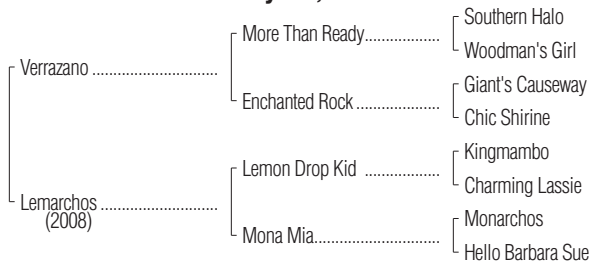 Southern Halo
More Than Ready..................
Woodman's Girl
Verrazano ..............................
Giant's Causeway
Enchanted Rock ....................
Chic Shirine
Kingmambo
Lemon Drop Kid ..................
Charming Lassie
Lemarchos ............................
(2008)
Monarchos
Mona Mia..............................
Hello Barbara Sue